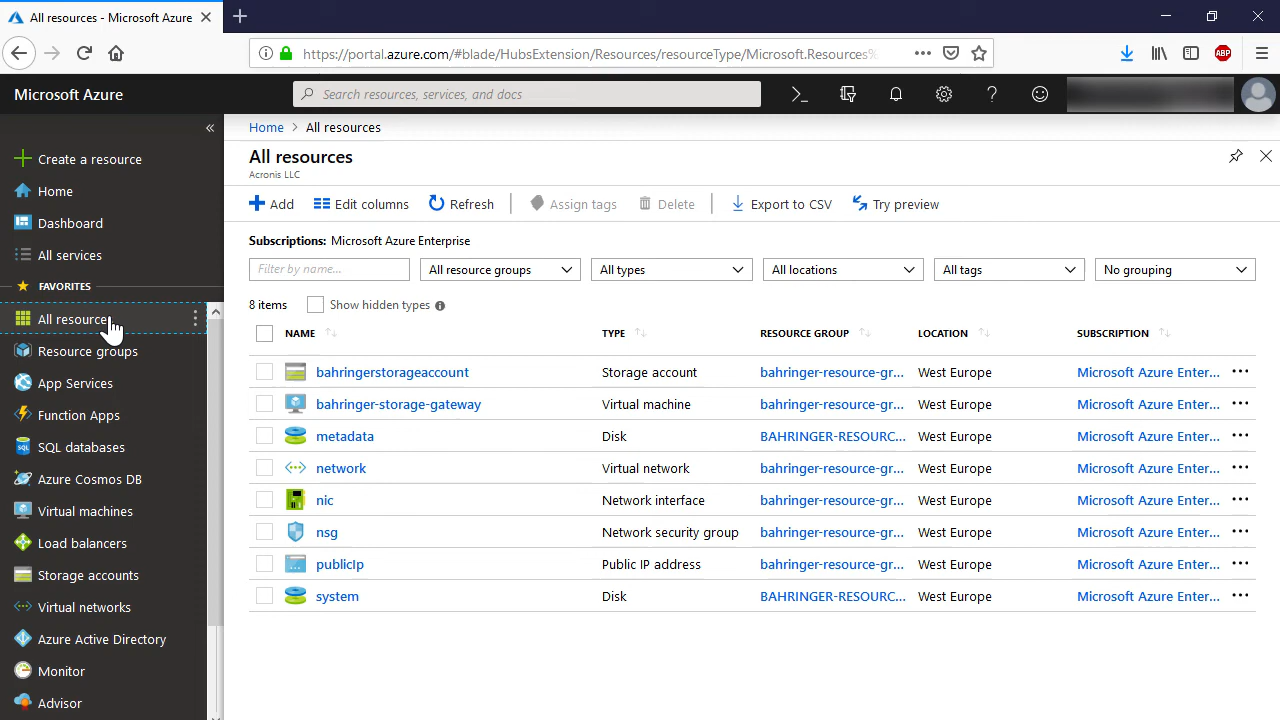 All resources - Microsoft Azure
https://portal.azure.com/#blade/HubsExtension/Resources/resourceType/Microsoft.Resources%
ABP
Microsoft Azure
Search resources, services, and docs
Create a resource
Home
Dashboard
All services
FAVORITES
All resources
Resource groups
App Services
Function Apps
SQL
SQL databases
Azure Cosmos DB
Virtual machines
Load balancers
Storage accounts
Virtual networks
Azure Active Directory
Monitor
Advisor
Home > All resources
All resources
Acronis LLC
Add Edit columns Refresh Assign tags Delete Export to CSV Try preview
Subscriptions: Microsoft Azure Enterprise
Filter by name... All resource groups All types All locations All tags No grouping
8 items Show hidden types
NAME TYPE RESOURCE GROUP LOCATION SUBSCRIPTION
bahringerstorageaccount Storage account bahringer-resource-gr... West Europe Microsoft Azure Enter...
bahringer-storage-gateway Virtual machine bahringer-resource-gr... West Europe Microsoft Azure Enter...
metadata Disk BAHRINGER-RESOURC... West Europe Microsoft Azure Enter...
network Virtual network bahringer-resource-gr... West Europe Microsoft Azure Enter...
nic Network interface bahringer-resource-gr... West Europe Microsoft Azure Enter...
nsg Network security group bahringer-resource-gr... West Europe Microsoft Azure Enter...
publicIp Public IP address bahringer-resource-gr... West Europe Microsoft Azure Enter...
system Disk BAHRINGER-RESOURC... West Europe Microsoft Azure Enter...